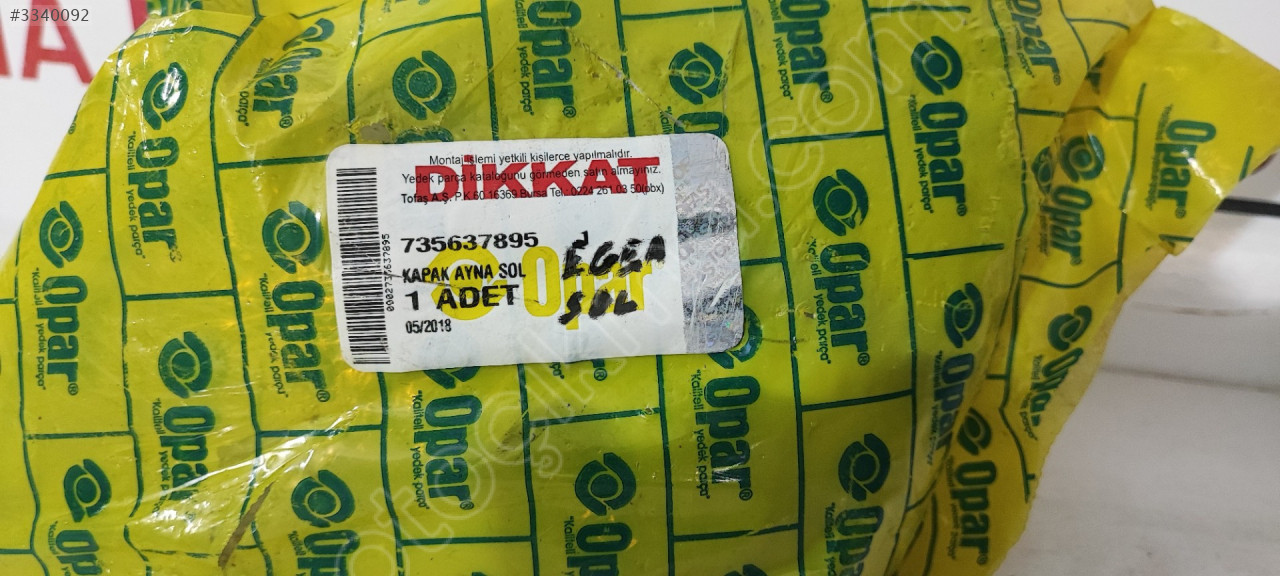 #3340092
MA
DİKKAT
Montaj işlemi yetkili kişilerce yapılmalıdır.
Yedek parça kataloğunu görmeden satın almayınız.
Tofaş A.Ş. P.K 60 16369 Bursa Tel.: 0224 261 03 50(pbx)
735637895
KAPAK AYNA SOL
1 ADET
05/2018
EGEA
SOL
0002735637895
Opar®
"Kaliteli yedek parça"